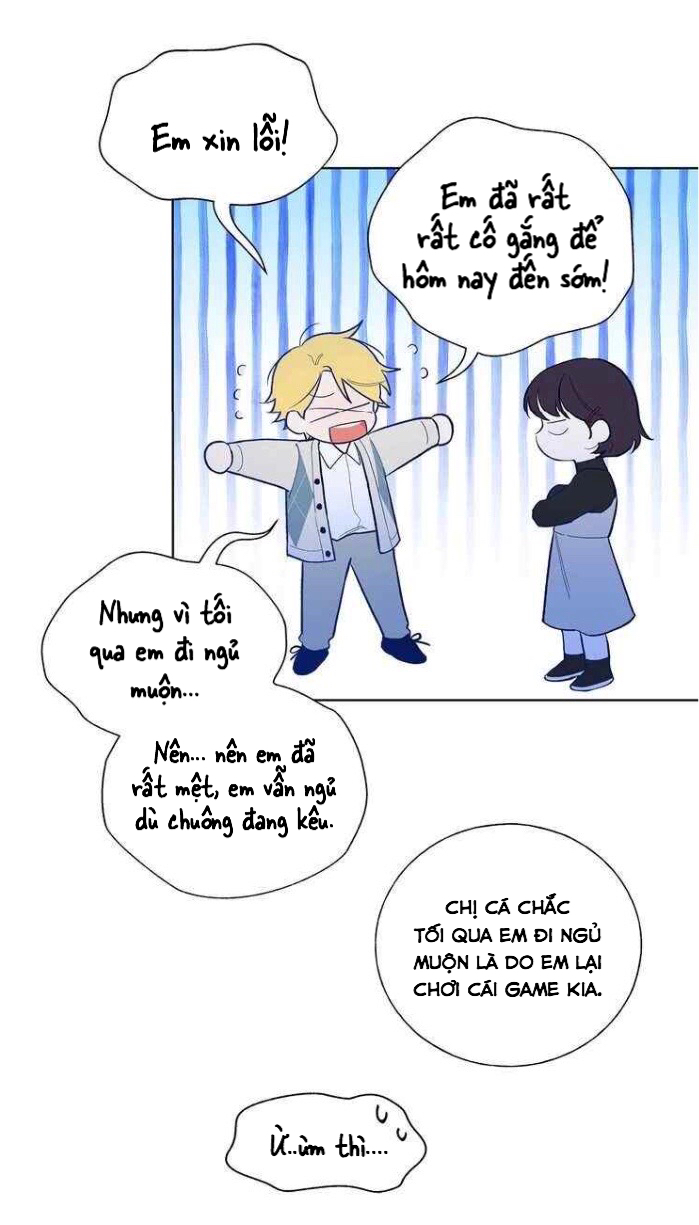 Em xin lỗi!
Em đã rất
rất cố gắng để
hôm nay đến sớm!
Nhưng vì tối
qua em đi ngủ
muộn...
Nên... nên em đã
rất mệt, em vẫn ngủ
dù chuông đang kêu.
CHỊ CÁ CHẮC
TỐI QUA EM ĐI NGỦ
MUỘN LÀ DO EM LẠI
CHƠI CÁI GAME KIA.
Ừ..ừm thì....